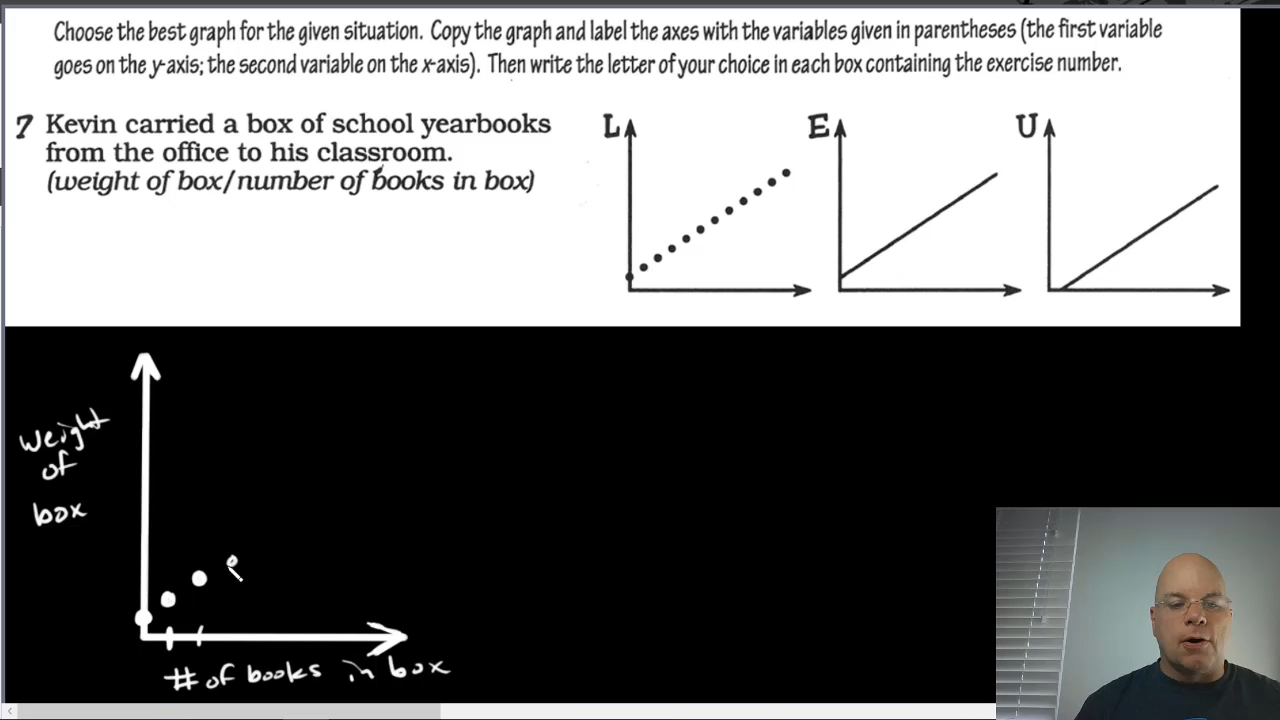 Choose the best graph for the given situation. Copy the graph and label the axes with the variables given in parentheses (the first variable
goes on the y-axis; the second variable on the x-axis). Then write the letter of your choice in each box containing the exercise number.
7 Kevin carried a box of school yearbooks
from the office to his classroom.
(weight of box/number of books in box)
L E U
Weight
of
box
# of books in box